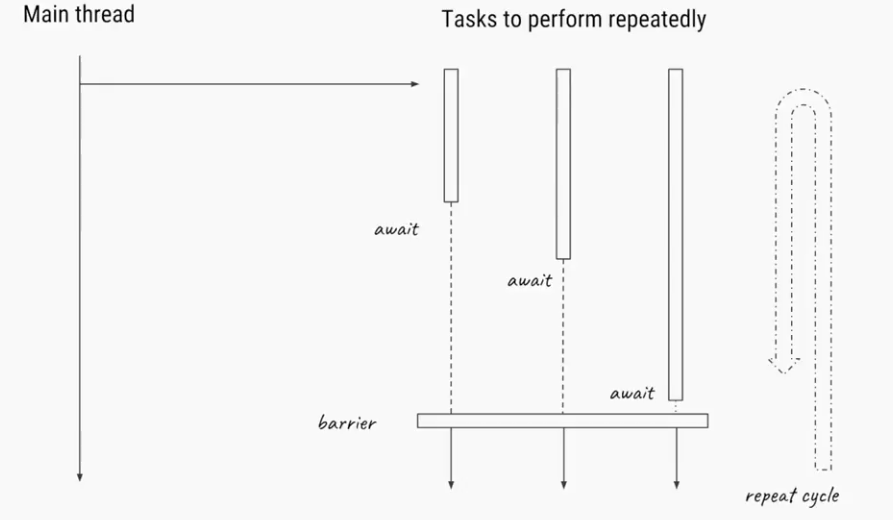 Main thread
Tasks to perform repeatedly
await
await
await
barrier
repeat cycle